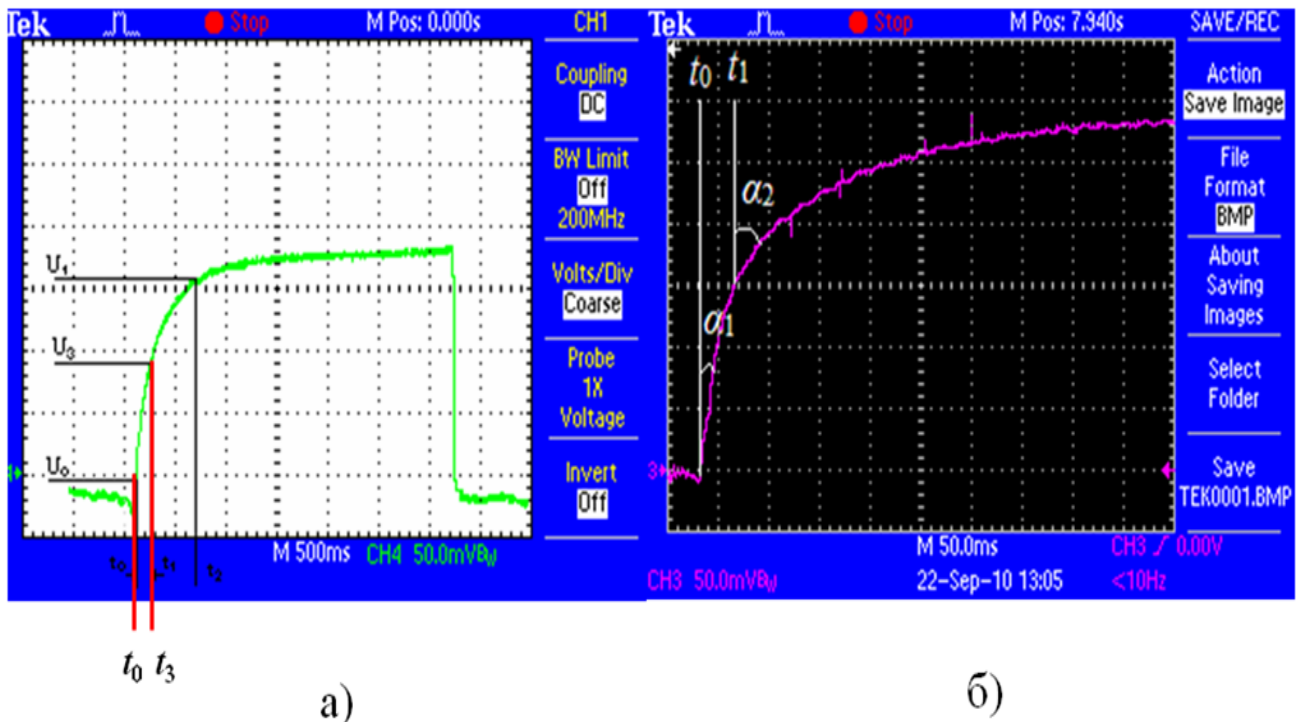 Tek
Stop
M Pos: 0.000s
CH1
Coupling
DC
BW Limit
Off
200MHz
Volts/Div
Coarse
Probe
1X
Voltage
Invert
Off
U₁
U₃
U₀
M 500ms
CH4 50.0mVBw
t₀
t₁
t₂
t₀ t₃
а)
Tek
Stop
M Pos: 7.940s
SAVE/REC
Action
Save Image
File
Format
BMP
About
Saving
Images
Select
Folder
Save
TEK0001.BMP
t₀ t₁
α₂
α₁
3
M 50.0ms
CH3 ∫ 0.00V
CH3 50.0mVBw
22-Sep-10 13:05
<10Hz
б)